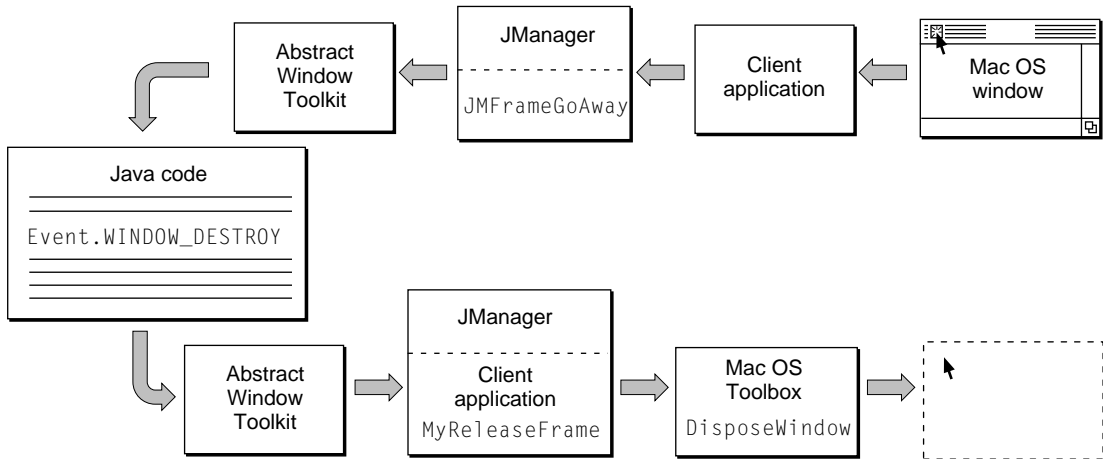 Abstract
Window
Toolkit
JManager
JMFrameGoAway
Client
application
Mac OS
window
Java code
Event.WINDOW_DESTROY
Abstract
Window
Toolkit
JManager
Client
application
MyReleaseFrame
Mac OS
Toolbox
DisposeWindow